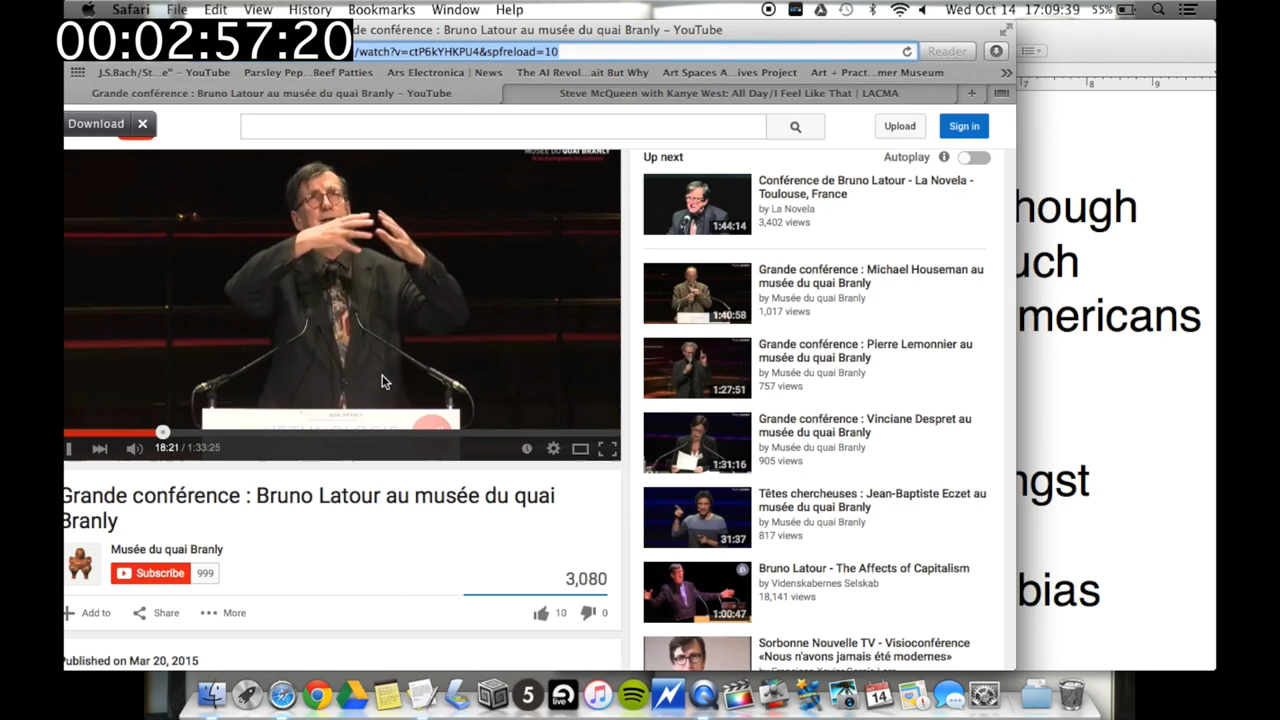 Safari File Edit View History Bookmarks Window Help
Wed Oct 14 17:09:39 55%
00:02:57:20
de conférence : Bruno Latour au musée du quai Branly – YouTube
/watch?v=ctP6kYHKPU4&spfreload=10
Reader
J.S.Bach/St...e" – YouTube Parsley Pep...Beef Patties Ars Electronica | News The AI Revol...ait But Why Art Spaces A...ives Project Art + Pract...mer Museum
Grande conférence : Bruno Latour au musée du quai Branly – YouTube
Steve McQueen with Kanye West: All Day/I Feel Like That | LACMA
7 8 9
Download
Upload
Sign in
MUSÉE DU QUAI BRANLY
QUAI BRANLY
18:21 / 1:33:25
Grande conférence : Bruno Latour au musée du quai
Branly
Musée du quai Branly
Subscribe 999
3,080
Add to Share More 10 0
Published on Mar 20, 2015
Up next
Autoplay
Conférence de Bruno Latour - La Novela -
Toulouse, France
by La Novela
3,402 views
1:44:14
Grande conférence : Michael Houseman au
musée du quai Branly
by Musée du quai Branly
1,017 views
1:40:58
Grande conférence : Pierre Lemonnier au
musée du quai Branly
by Musée du quai Branly
757 views
1:27:51
Grande conférence : Vinciane Despret au
musée du quai Branly
by Musée du quai Branly
905 views
1:31:16
Têtes chercheuses : Jean-Baptiste Eczet au
musée du quai Branly
by Musée du quai Branly
817 views
31:37
Bruno Latour - The Affects of Capitalism
by Videnskabernes Selskab
18,141 views
1:00:47
Sorbonne Nouvelle TV - Visioconférence
«Nous n'avons jamais été modernes»
hough
uch
mericans
ngst
bias
5
live
14